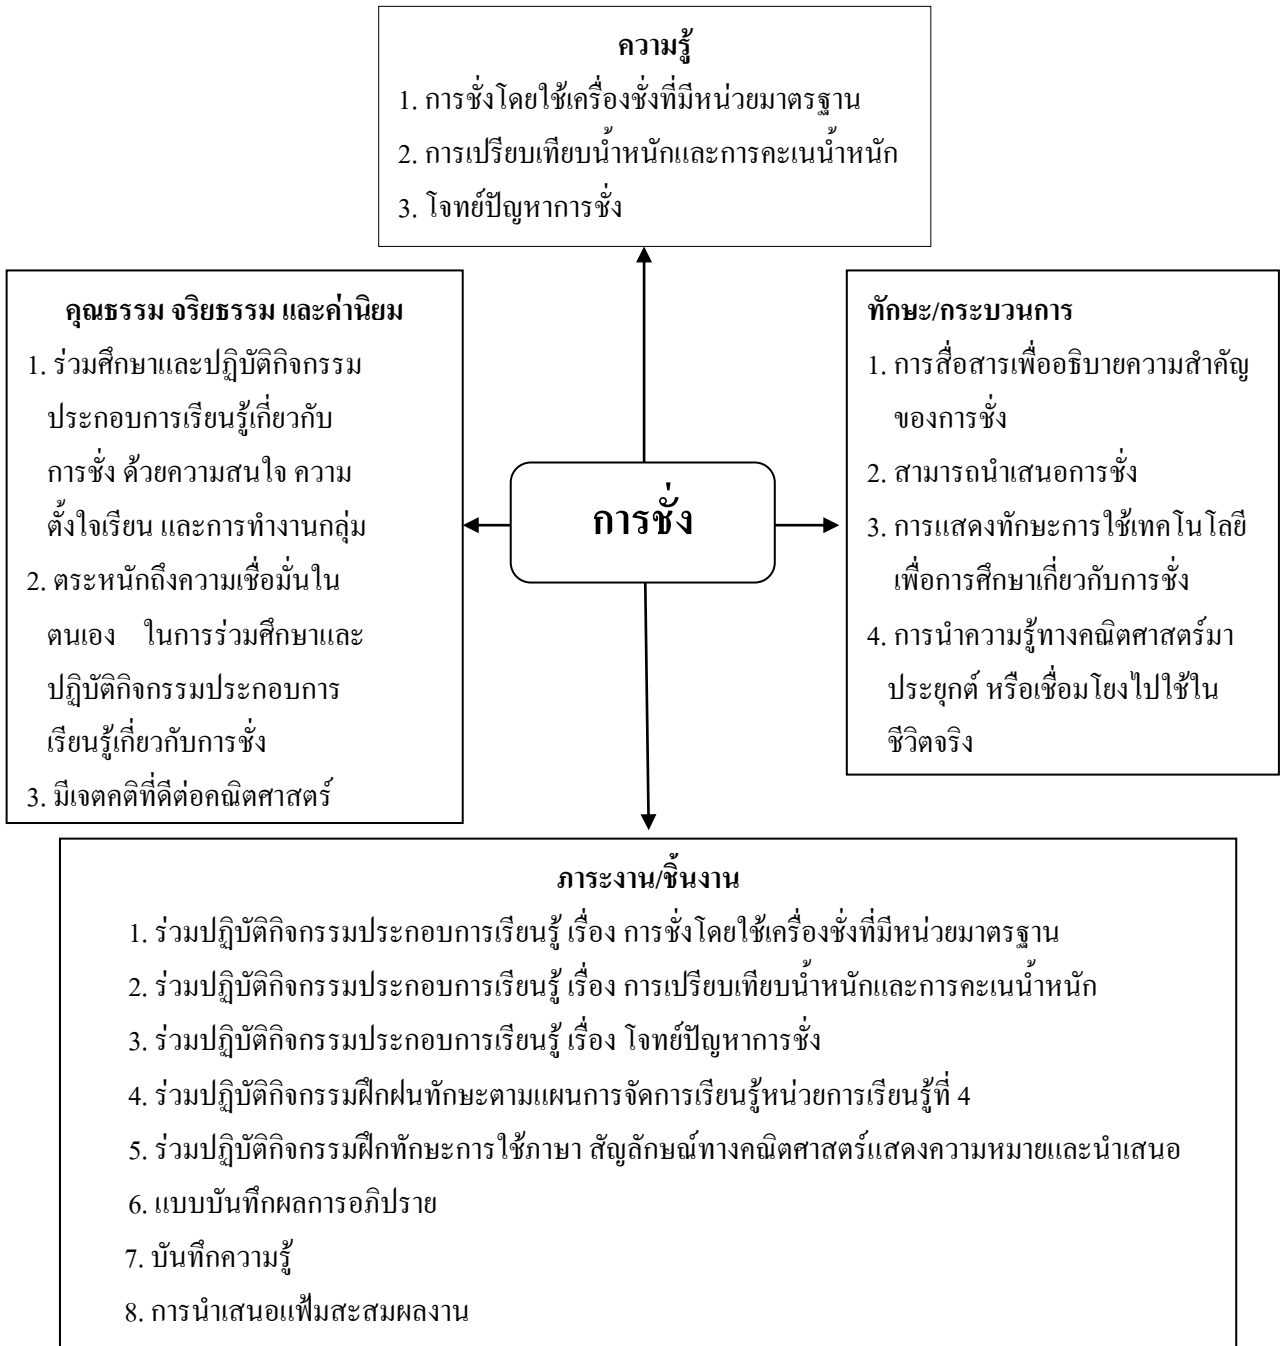 ความรู้
1. การชั่งโดยใช้เครื่องชั่งที่มีหน่วยมาตรฐาน
2. การเปรียบเทียบน้ำหนักและการคะเนน้ำหนัก
3. โจทย์ปัญหาการชั่ง
คุณธรรม จริยธรรม และค่านิยม
1. ร่วมศึกษาและปฏิบัติกิจกรรม
ประกอบการเรียนรู้เกี่ยวกับ
การชั่ง ด้วยความสนใจ ความ
ตั้งใจเรียน และการทำงานกลุ่ม
2. ตระหนักถึงความเชื่อมั่นใน
ตนเอง ในการร่วมศึกษาและ
ปฏิบัติกิจกรรมประกอบการ
เรียนรู้เกี่ยวกับการชั่ง
3. มีเจตคติที่ดีต่อคณิตศาสตร์
การชั่ง
ทักษะ/กระบวนการ
1. การสื่อสารเพื่ออธิบายความสำคัญ
ของการชั่ง
2. สามารถนำเสนอการชั่ง
3. การแสดงทักษะการใช้เทคโนโลยี
เพื่อการศึกษาเกี่ยวกับการชั่ง
4. การนำความรู้ทางคณิตศาสตร์มา
ประยุกต์ หรือเชื่อมโยงไปใช้ใน
ชีวิตจริง
ภาระงาน/ชิ้นงาน
1. ร่วมปฏิบัติกิจกรรมประกอบการเรียนรู้ เรื่อง การชั่งโดยใช้เครื่องชั่งที่มีหน่วยมาตรฐาน
2. ร่วมปฏิบัติกิจกรรมประกอบการเรียนรู้ เรื่อง การเปรียบเทียบน้ำหนักและการคะเนน้ำหนัก
3. ร่วมปฏิบัติกิจกรรมประกอบการเรียนรู้ เรื่อง โจทย์ปัญหาการชั่ง
4. ร่วมปฏิบัติกิจกรรมฝึกฝนทักษะตามแผนการจัดการเรียนรู้หน่วยการเรียนรู้ที่ 4
5. ร่วมปฏิบัติกิจกรรมฝึกทักษะการใช้ภาษา สัญลักษณ์ทางคณิตศาสตร์แสดงความหมายและนำเสนอ
6. แบบบันทึกผลการอภิปราย
7. บันทึกความรู้
8. การนำเสนอแฟ้มสะสมผลงาน